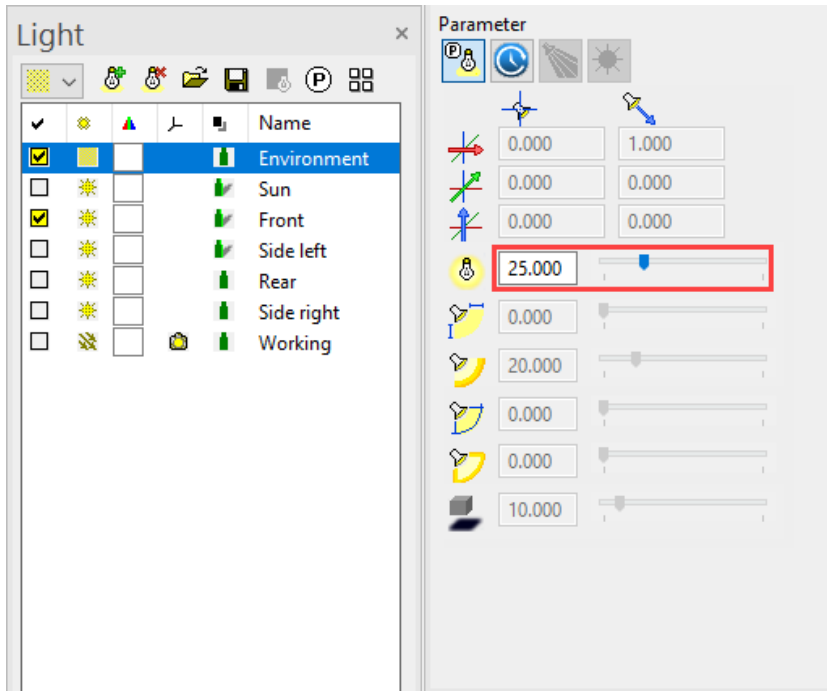 Light
Name
Environment
Sun
Front
Side left
Rear
Side right
Working
Parameter
P
P
0.000 1.000
0.000 0.000
0.000 0.000
25.000
0.000
20.000
0.000
0.000
10.000